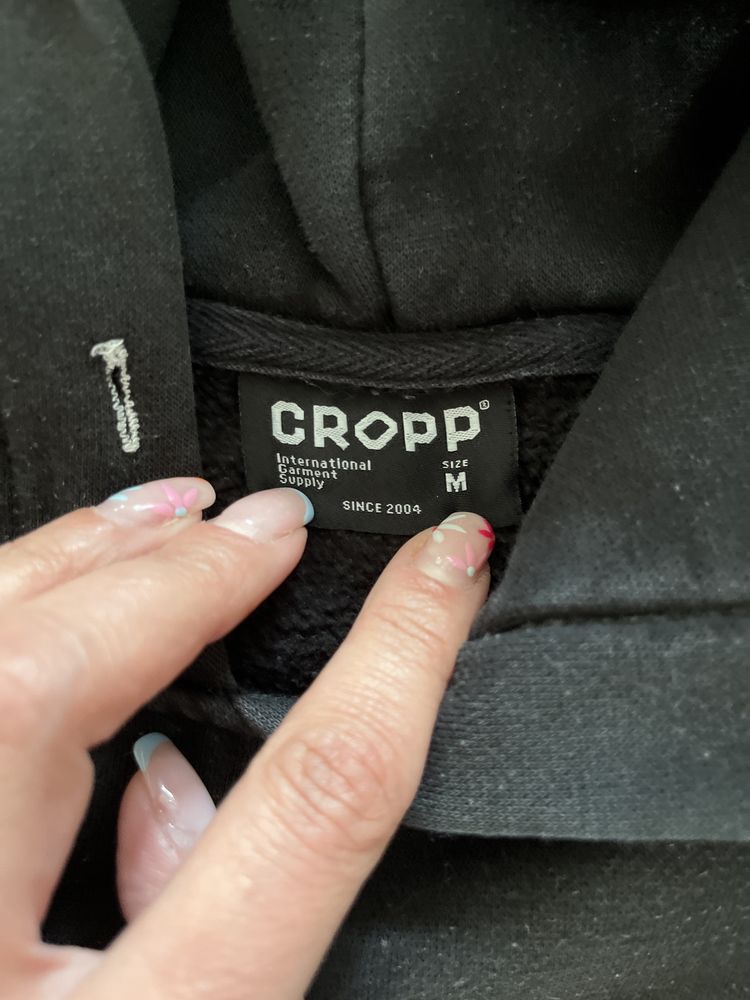 CROPP®
International
Garment
Supply
SIZE
M
SINCE 2004